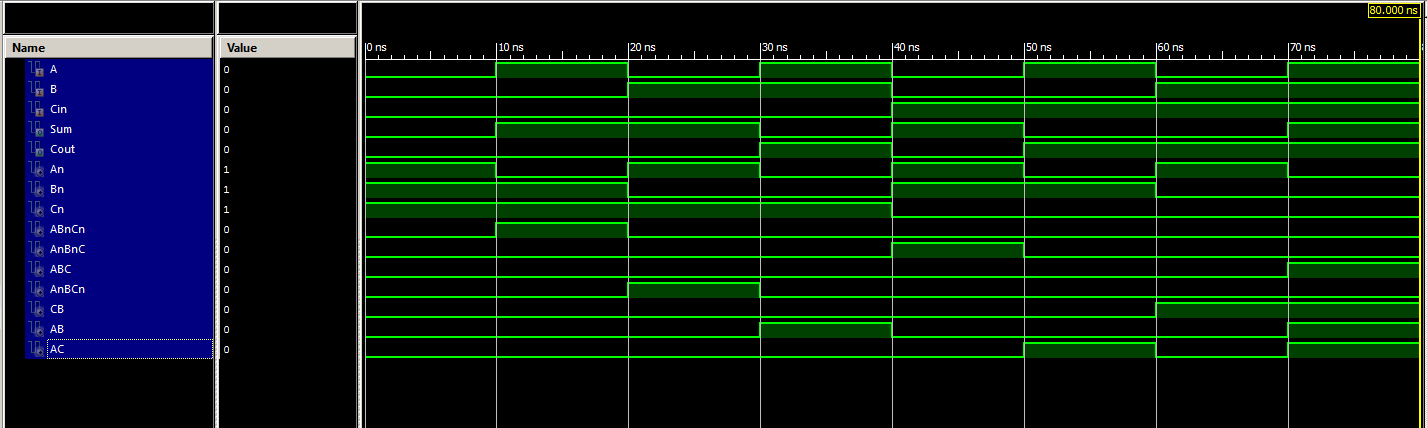 80.000 ns
Name Value
0 ns 10 ns 20 ns 30 ns 40 ns 50 ns 60 ns 70 ns
A 0
B 0
Cin 0
Sum 0
Cout 0
An 1
Bn 1
Cn 1
ABnCn 0
AnBnC 0
ABC 0
AnBCn 0
CB 0
AB 0
AC 0